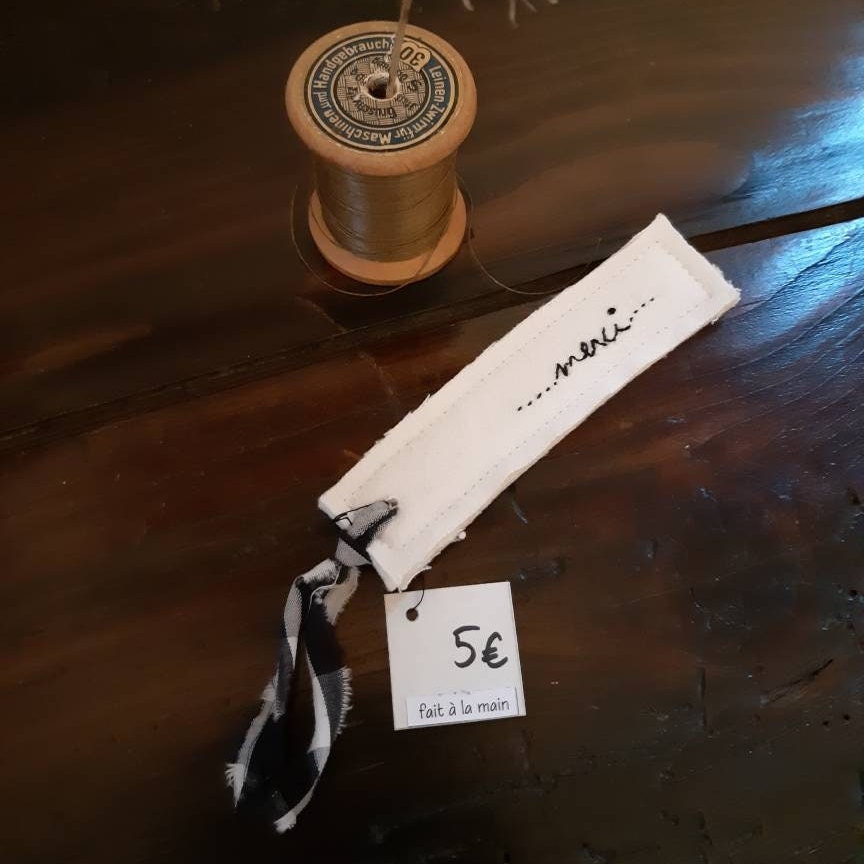 Leinen-Zwirn für Maschinen und Handgebrauch
30
merci
5€
fait à la main